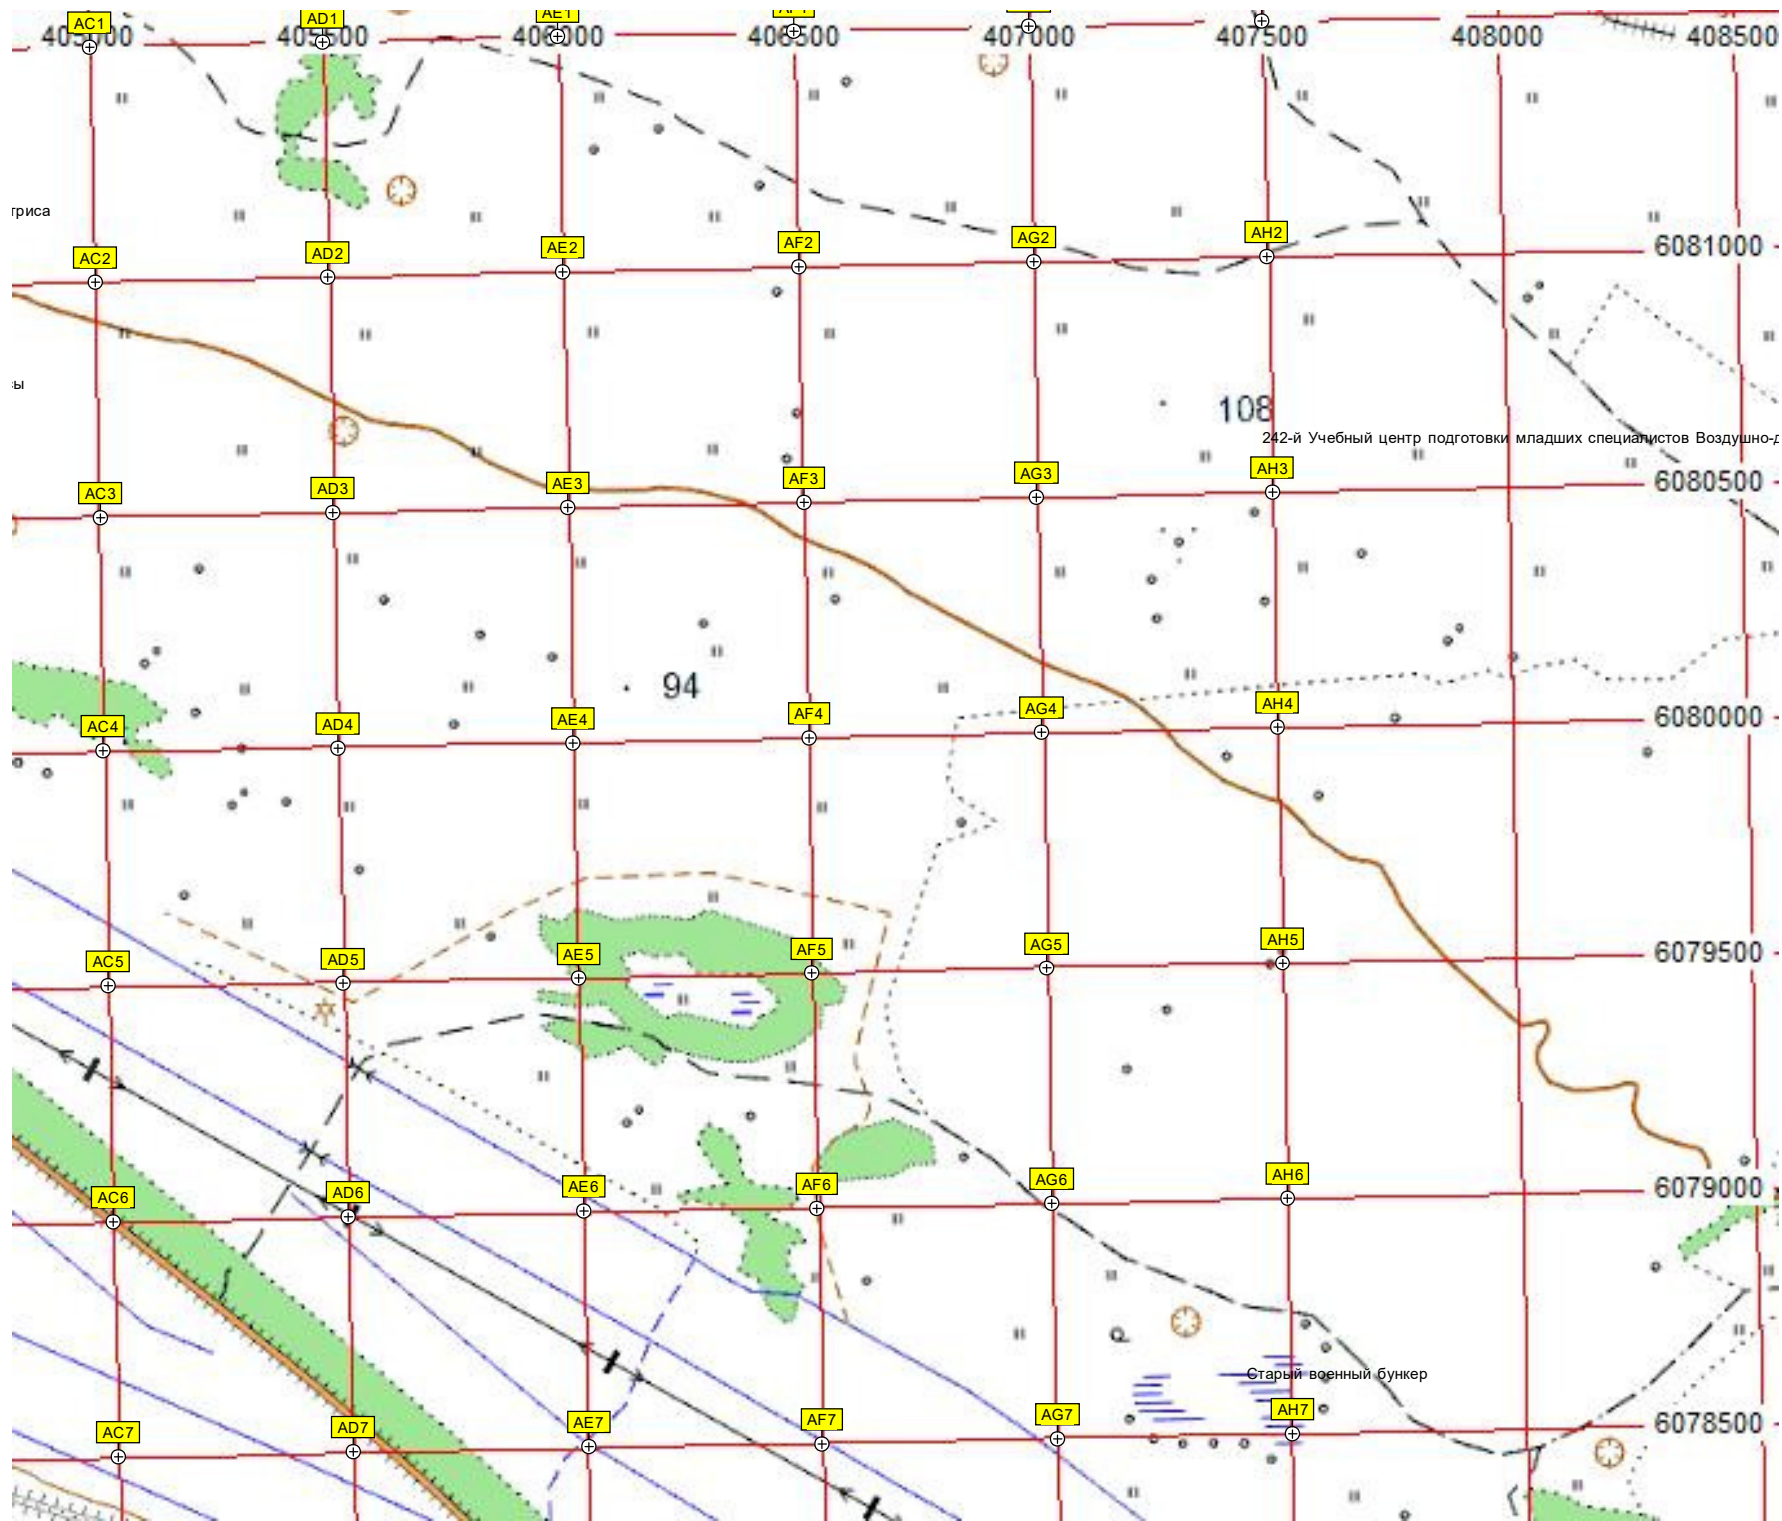 AC1 AD1 AE1
405000 405500 406000 406500 407000 407500 408000 408500
триса
AC2 AD2 AE2 AF2 AG2 AH2 6081000
108
242-й Учебный центр подготовки младших специалистов Воздушно-д
AC3 AD3 AE3 AF3 AG3 AH3 6080500
94
AC4 AD4 AE4 AF4 AG4 AH4 6080000
AC5 AD5 AE5 AF5 AG5 AH5 6079500
AC6 AD6 AE6 AF6 AG6 AH6 6079000
Старый военный бункер
AC7 AD7 AE7 AF7 AG7 AH7 6078500